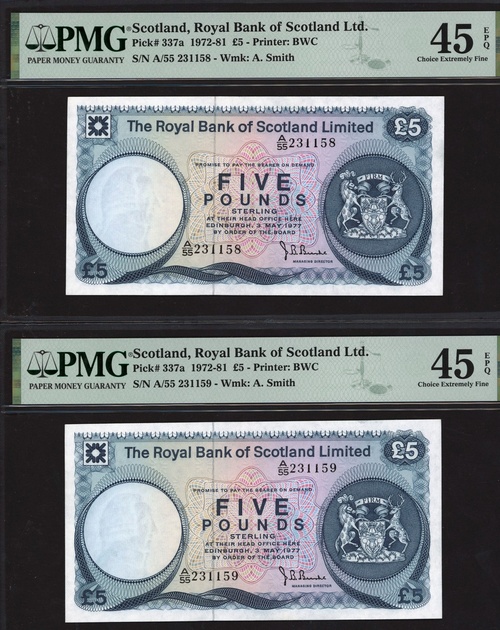 PMG® Scotland, Royal Bank of Scotland Ltd.
Pick# 337a 1972-81 £5 - Printer: BWC
PAPER MONEY GUARANTY
S/N A/55 231158 - Wmk: A. Smith
45 EPQ
Choice Extremely Fine
The Royal Bank of Scotland Limited
£5
A/55 231158
PROMISE TO PAY THE BEARER ON DEMAND
FIVE
POUNDS
STERLING
AT THEIR HEAD OFFICE HERE
EDINBURGH, 3 MAY, 1977
BY ORDER OF THE BOARD
FIRM
A/55 231158
MANAGING DIRECTOR
£5
£5
PMG® Scotland, Royal Bank of Scotland Ltd.
Pick# 337a 1972-81 £5 - Printer: BWC
PAPER MONEY GUARANTY
S/N A/55 231159 - Wmk: A. Smith
45 EPQ
Choice Extremely Fine
The Royal Bank of Scotland Limited
£5
A/55 231159
PROMISE TO PAY THE BEARER ON DEMAND
FIVE
POUNDS
STERLING
AT THEIR HEAD OFFICE HERE
EDINBURGH, 3 MAY, 1977
BY ORDER OF THE BOARD
FIRM
A/55 231159
MANAGING DIRECTOR
£5
£5